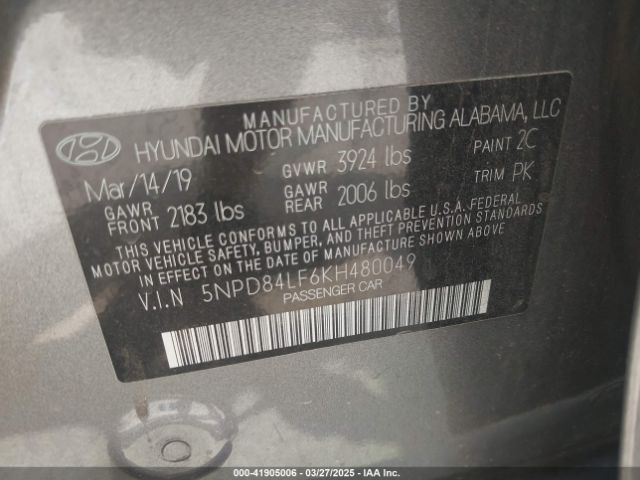 MANUFACTURED BY
HYUNDAI MOTOR MANUFACTURING ALABAMA, LLC
Mar/14/19 GVWR 3924 lbs PAINT 2C
GAWR FRONT 2183 lbs GAWR REAR 2006 lbs TRIM PK
THIS VEHICLE CONFORMS TO ALL APPLICABLE U.S.A. FEDERAL
MOTOR VEHICLE SAFETY, BUMPER, AND THEFT PREVENTION STANDARDS
IN EFFECT ON THE DATE OF MANUFACTURE SHOWN ABOVE
V.I.N 5NPD84LF6KH480049
PASSENGER CAR
000-41905006 - 03/27/2025 - IAA Inc.